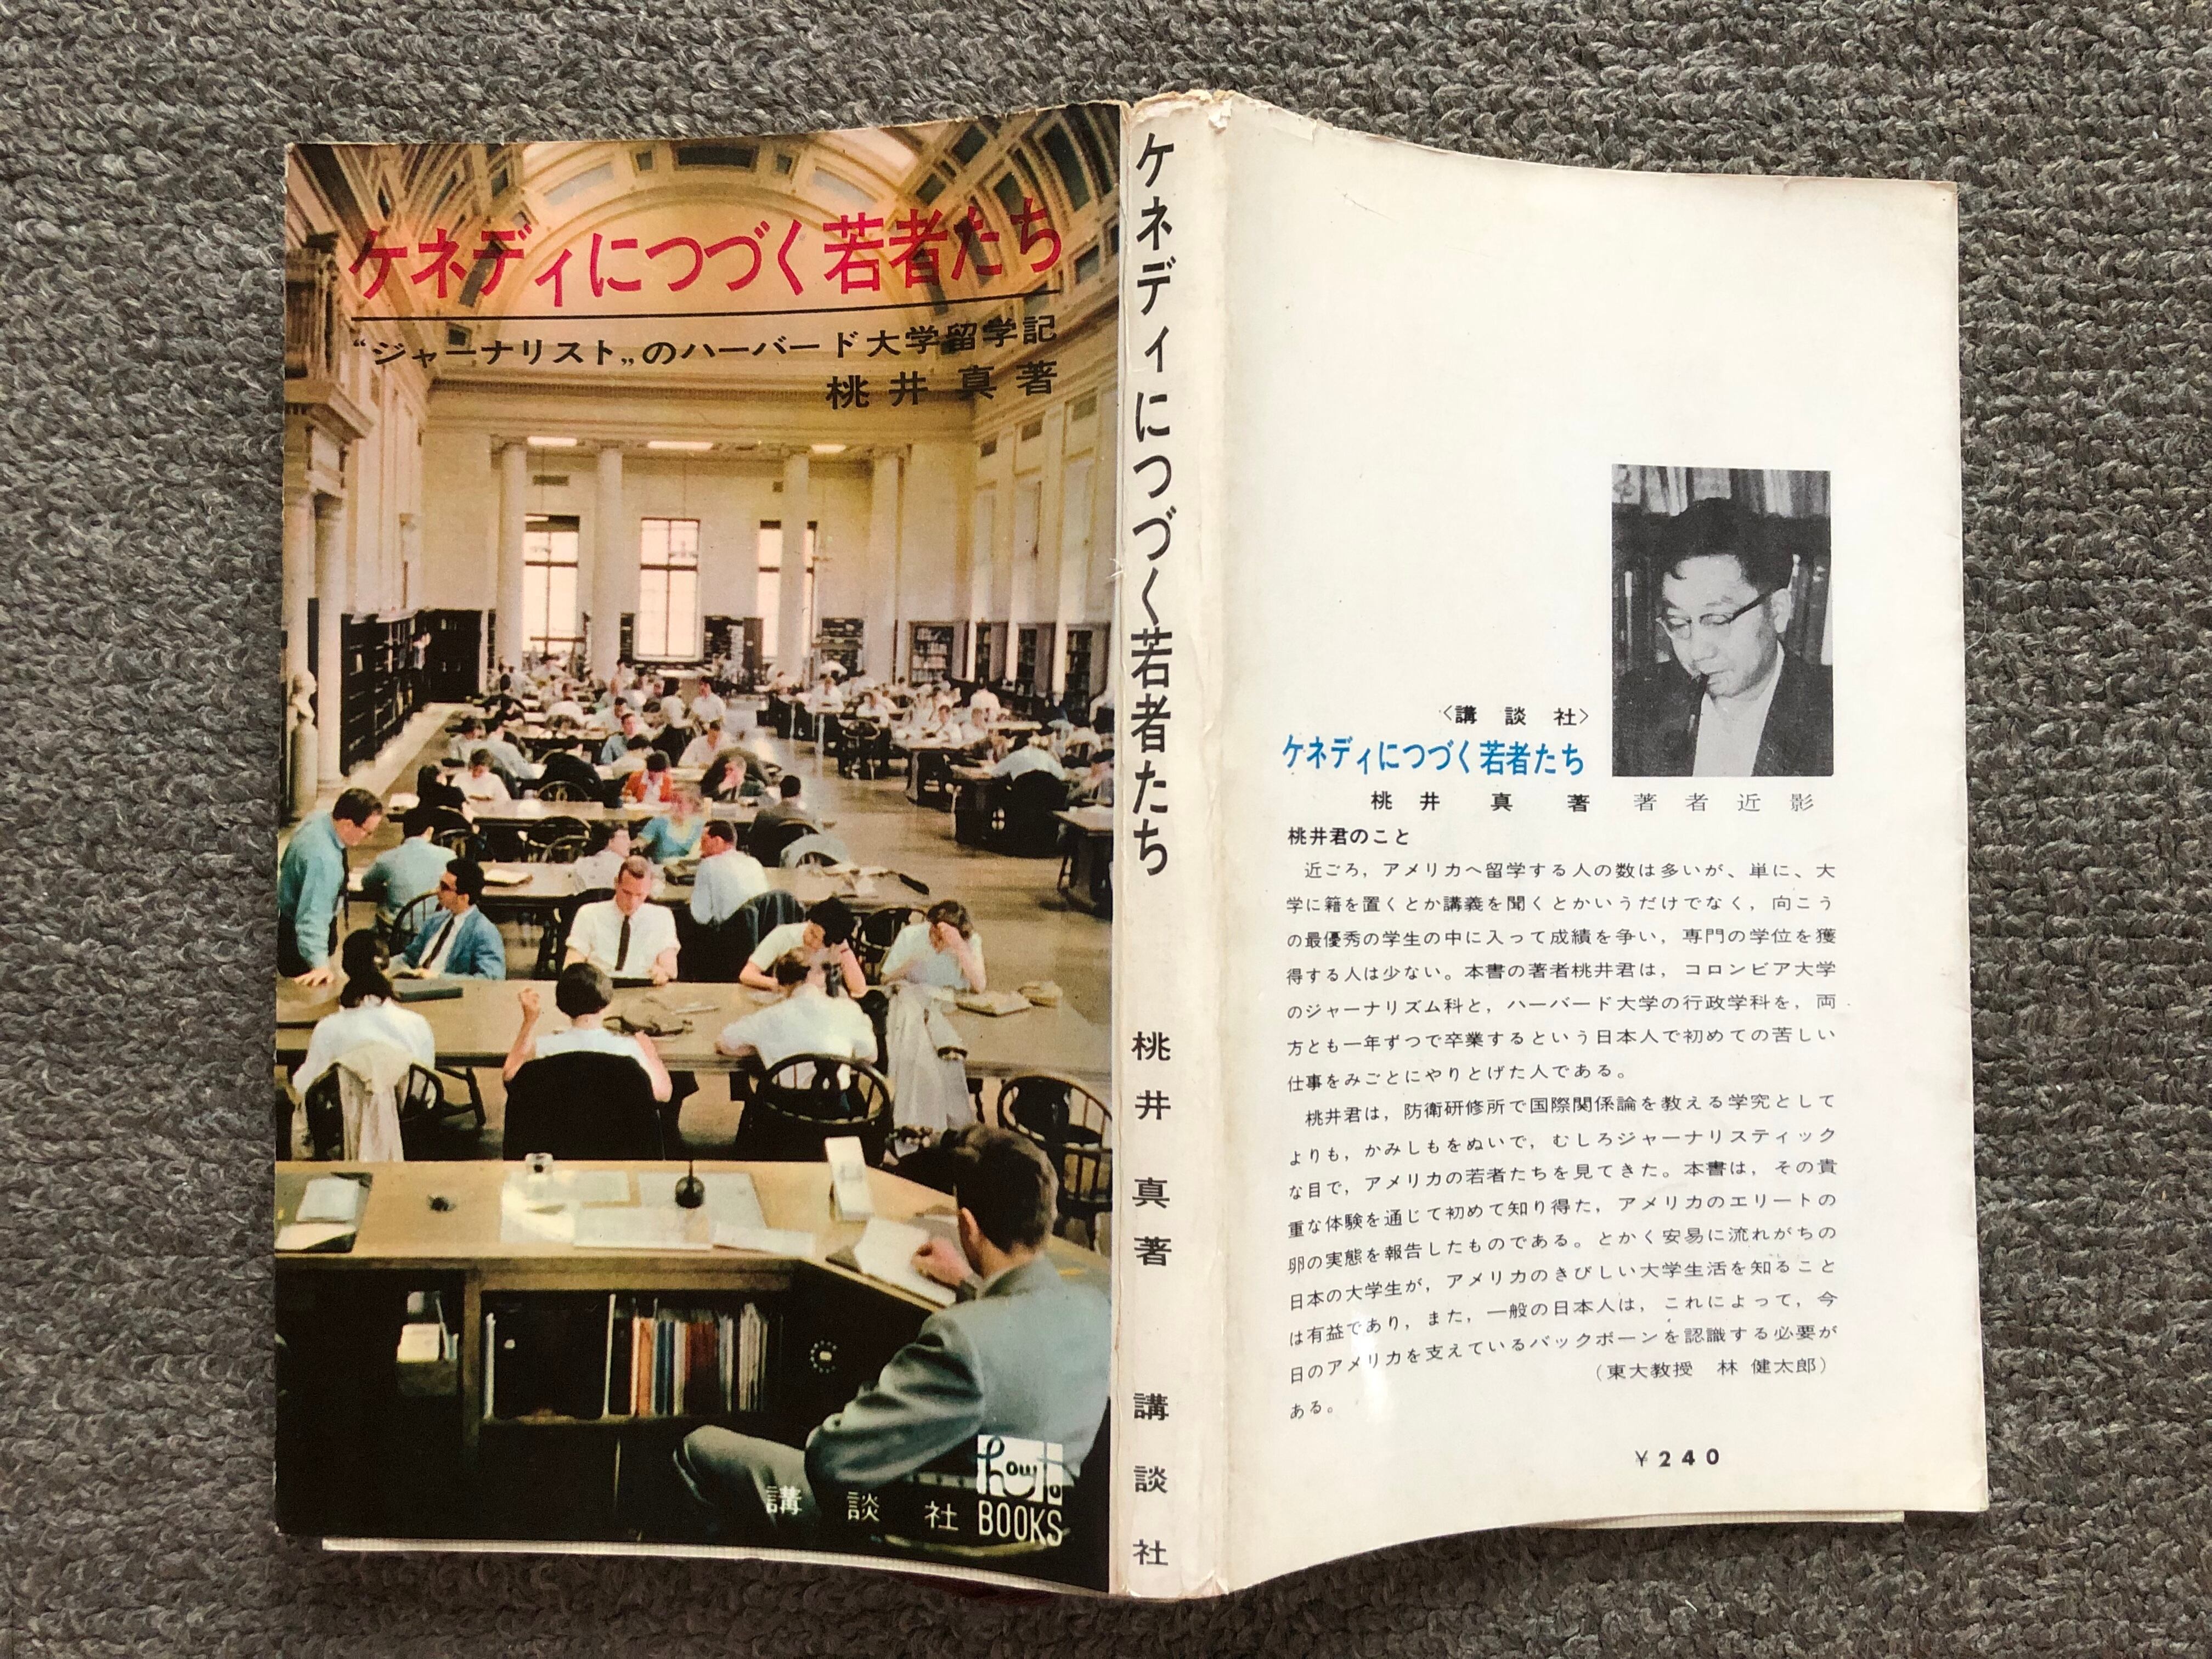 ケネディにつづく若者たち
“ジャーナリスト„のハーバード大学留学記
桃井真著
講談社
how to
BOOKS
ケネディにつづく若者たち 桃井真著 講談社
〈講談社〉
ケネディにつづく若者たち
桃井 真 著
著者近影
桃井君のこと
近ごろ，アメリカへ留学する人の数は多いが、単に、大
学に籍を置くとか講義を聞くとかいうだけでなく，向こう
の最優秀の学生の中に入って成績を争い，専門の学位を獲
得する人は少ない。本書の著者桃井君は，コロンビア大学
のジャーナリズム科と，ハーバード大学の行政学科を，両
方とも一年ずつで卒業するという日本人で初めての苦しい
仕事をみごとにやりとげた人である。
桃井君は，防衛研修所で国際関係論を教える学究として
よりも，かみしもをぬいで，むしろジャーナリスティック
な目で，アメリカの若者たちを見てきた。本書は，その貴
重な体験を通じて初めて知り得た，アメリカのエリートの
卵の実態を報告したものである。とかく安易に流れがちの
日本の大学生が，アメリカのきびしい大学生活を知ること
は有益であり，また，一般の日本人は，これによって，今
日のアメリカを支えているバックボーンを認識する必要が
ある。
（東大教授 林 健太郎）
￥240